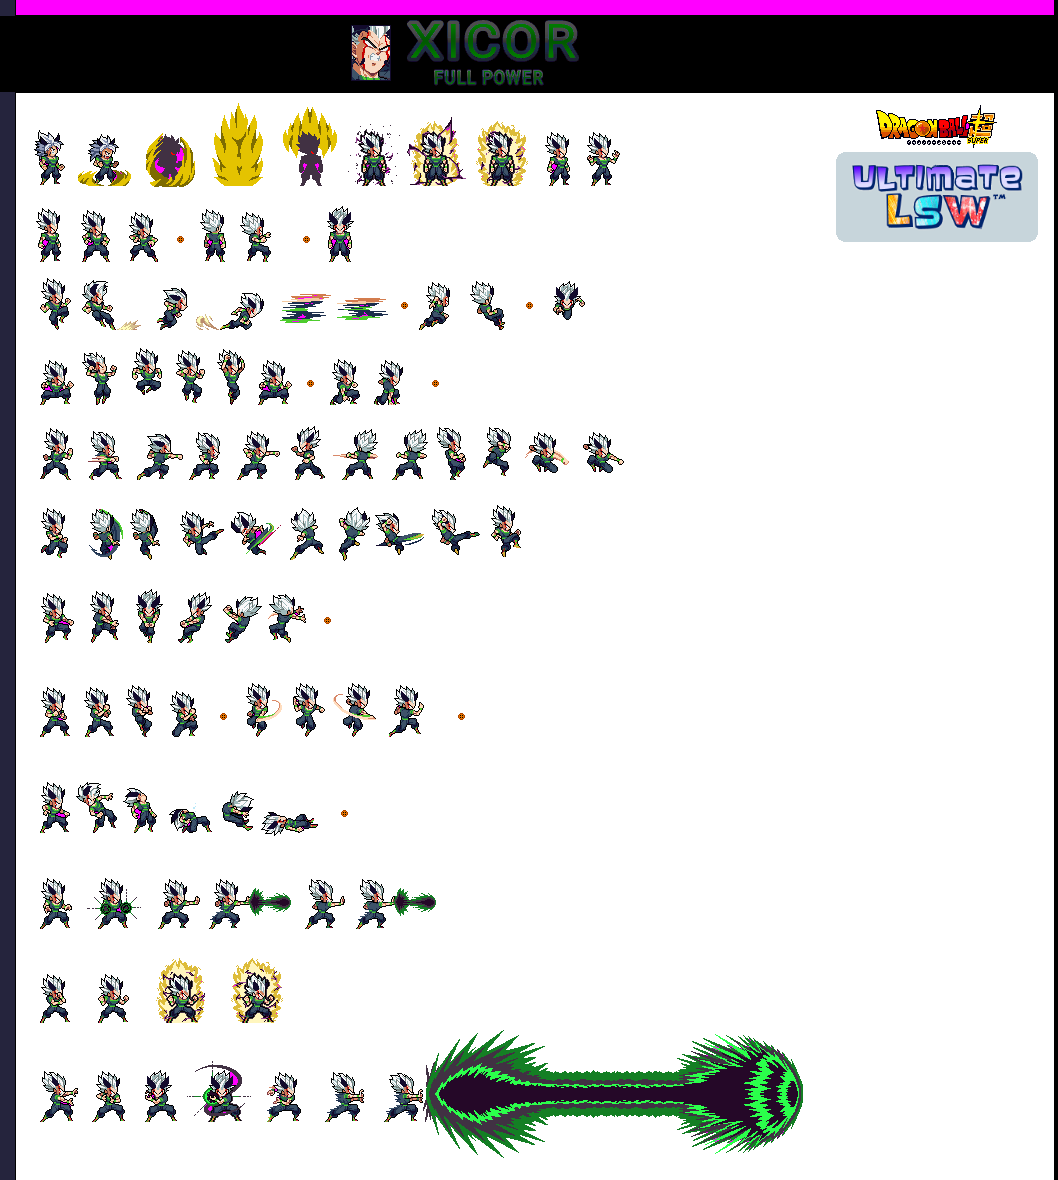 XICOR
FULL POWER
DRAGON BALL 超
SUPER
ULTIMATE
LSW™